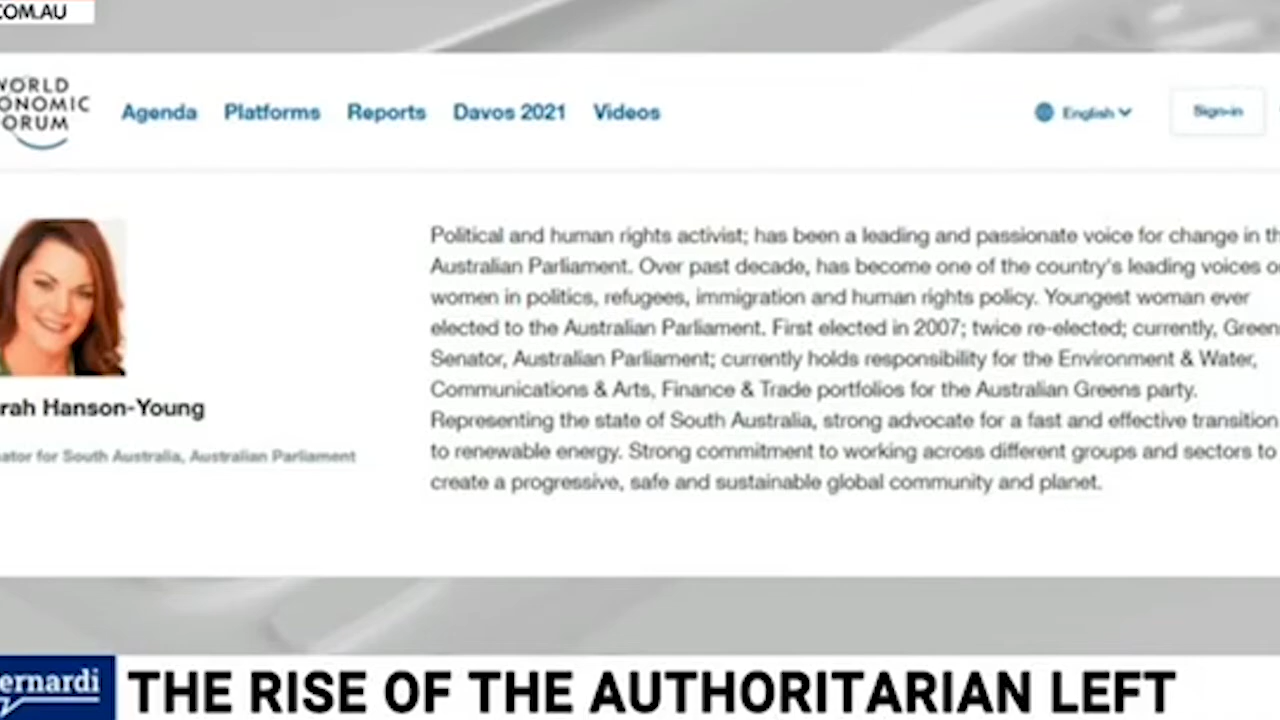 COM.AU
WORLD
ONOMIC
ORUM
Agenda Platforms Reports Davos 2021 Videos English Sign-in
Political and human rights activist; has been a leading and passionate voice for change in th
Australian Parliament. Over past decade, has become one of the country's leading voices o
women in politics, refugees, immigration and human rights policy. Youngest woman ever
elected to the Australian Parliament. First elected in 2007; twice re-elected; currently, Green
Senator, Australian Parliament; currently holds responsibility for the Environment & Water,
Communications & Arts, Finance & Trade portfolios for the Australian Greens party.
Representing the state of South Australia, strong advocate for a fast and effective transition
to renewable energy. Strong commitment to working across different groups and sectors to
create a progressive, safe and sustainable global community and planet.
rah Hanson-Young
ator for South Australia, Australian Parliament
ernardi
THE RISE OF THE AUTHORITARIAN LEFT